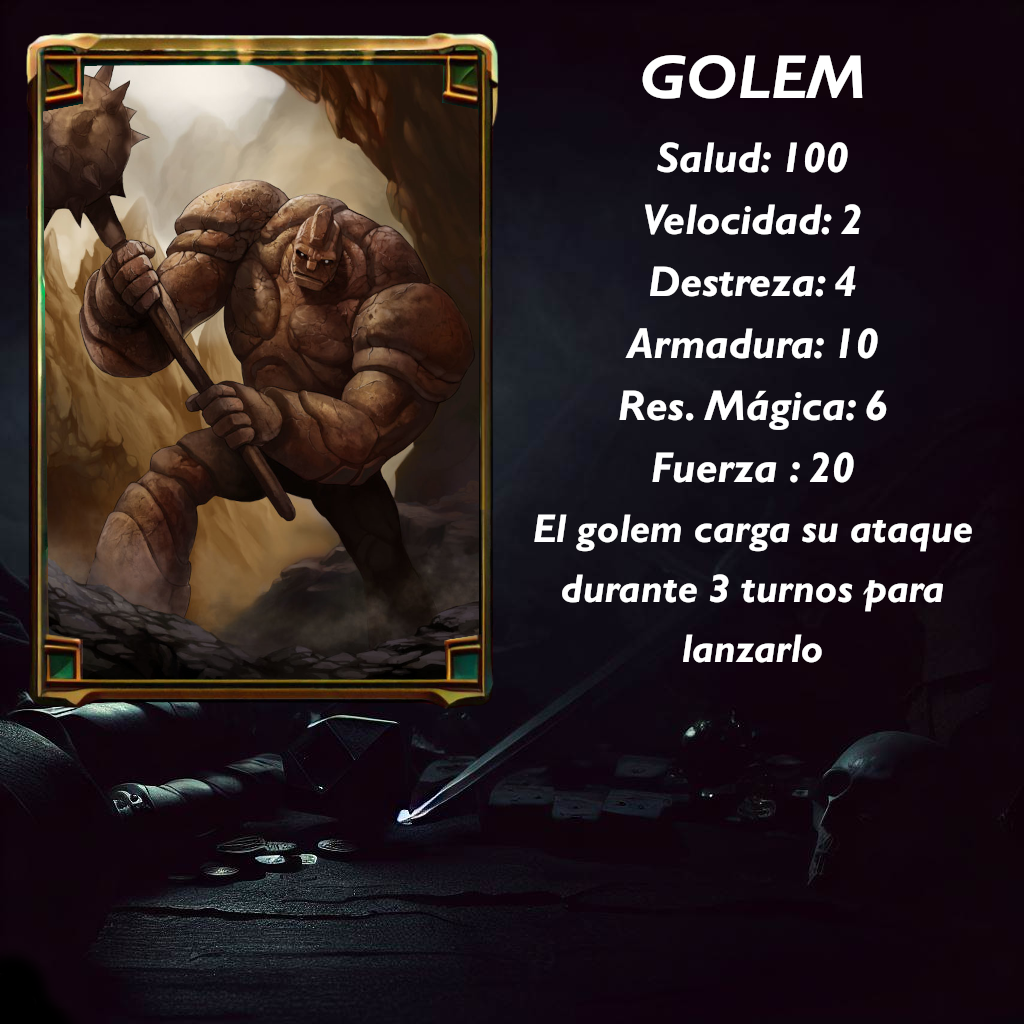 GOLEM
Salud: 100
Velocidad: 2
Destreza: 4
Armadura: 10
Res. Mágica: 6
Fuerza : 20
El golem carga su ataque
durante 3 turnos para
lanzarlo